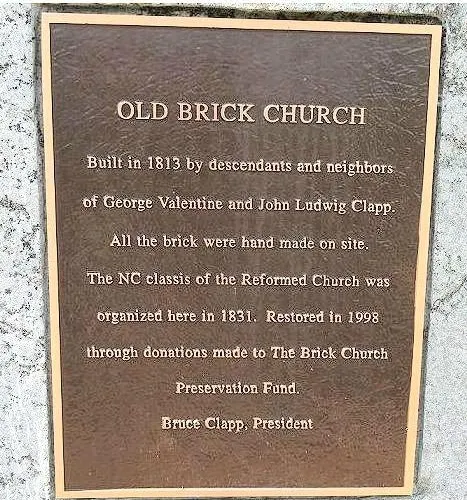 OLD BRICK CHURCH
Built in 1813 by descendants and neighbors
of George Valentine and John Ludwig Clapp.
All the brick were hand made on site.
The NC classis of the Reformed Church was
organized here in 1831. Restored in 1998
through donations made to The Brick Church
Preservation Fund.
Bruce Clapp, President